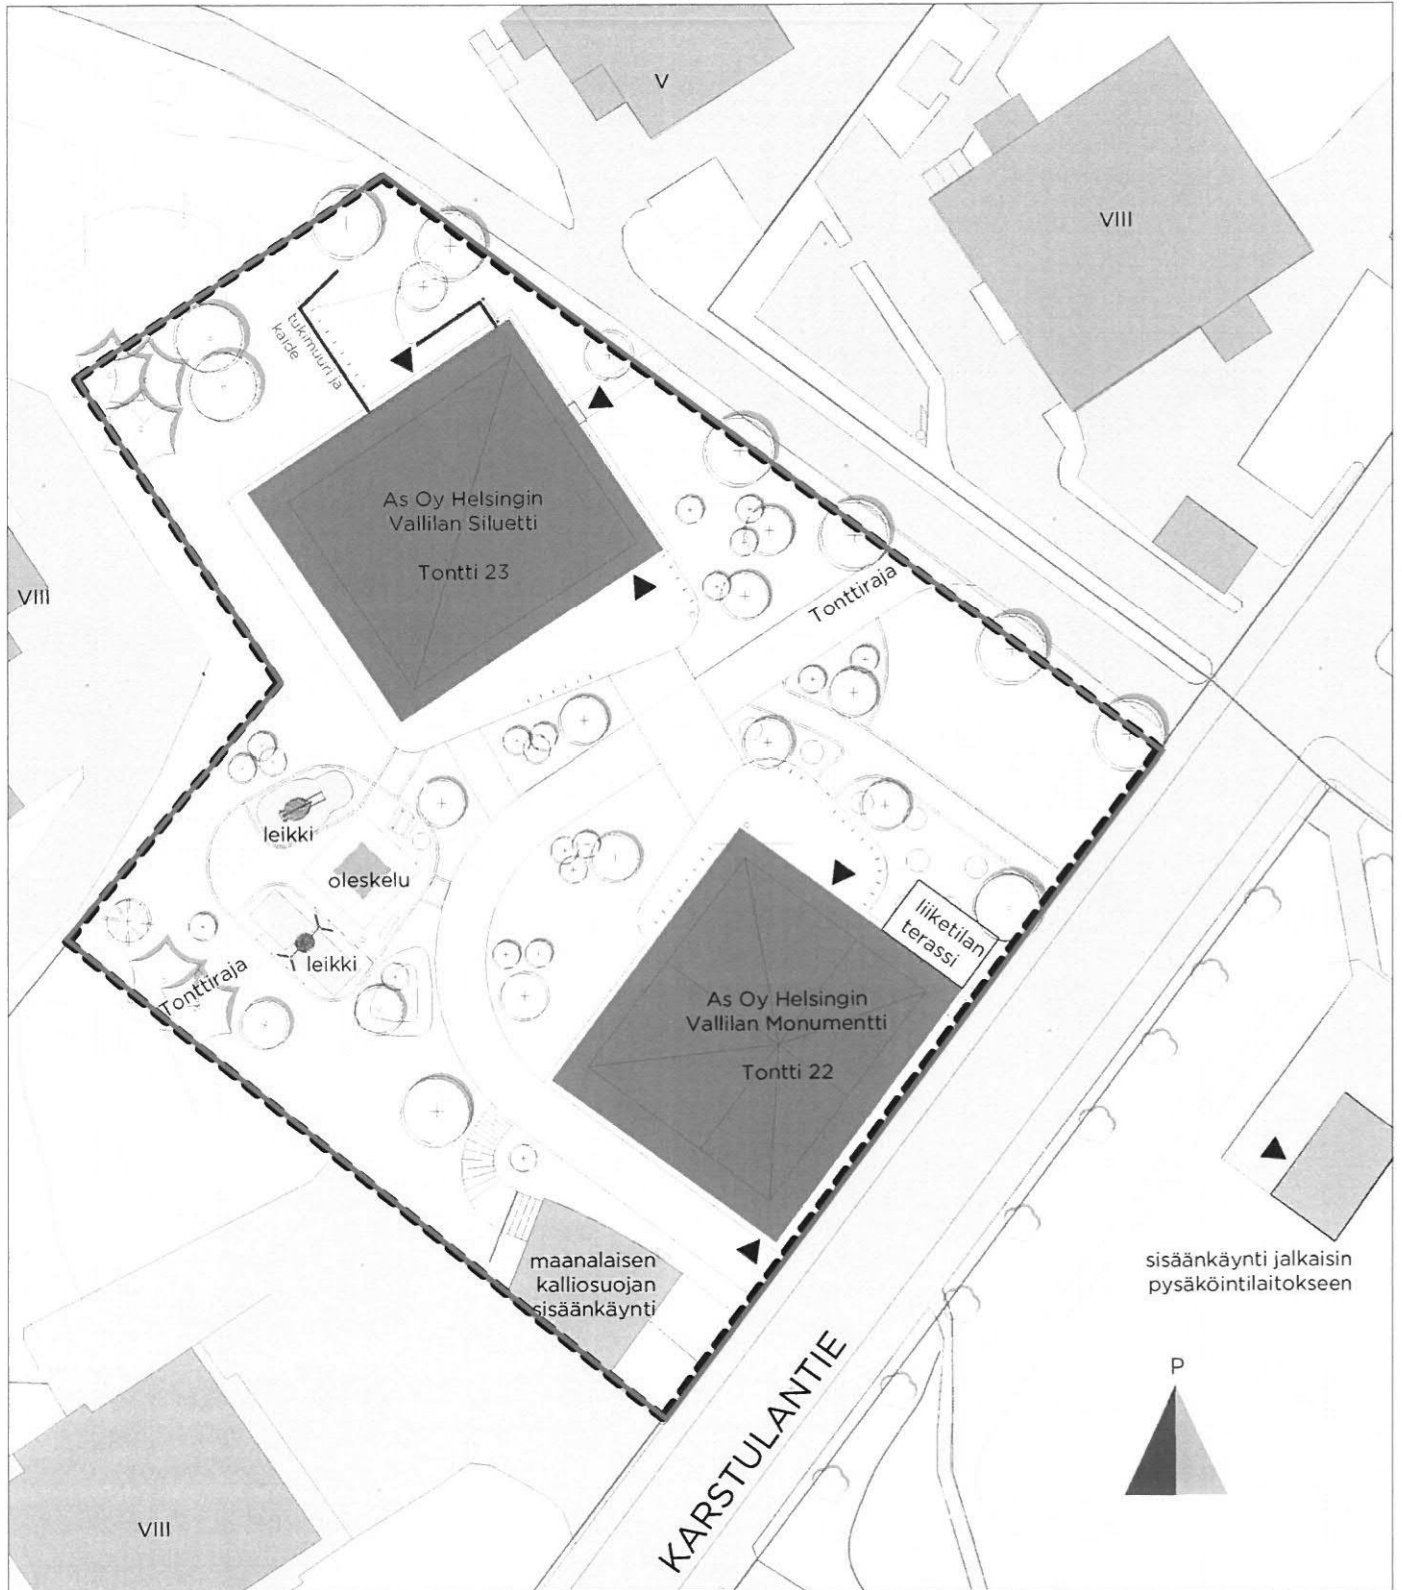 V
VIII
tukimuuri ja
kaide
As Oy Helsingin
Vallilan Siluetti
Tontti 23
Tonttiraja
VIII
leikki
oleskelu
leikki
Tonttiraja
liiketilan
terassi
As Oy Helsingin
Vallilan Monumentti
Tontti 22
maanalaisen
kalliosuojan
sisäänkäynti
sisäänkäynti jalkaisin
pysäköintilaitokseen
P
KARSTULANTIE
VIII